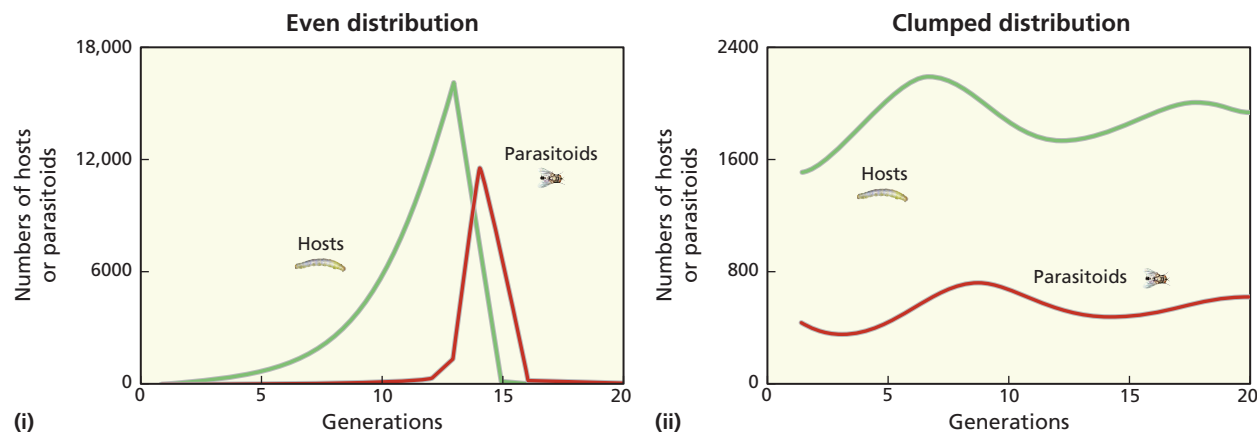 Even distribution
Numbers of hosts
or parasitoids
18,000
12,000
6000
0
Parasitoids
Hosts
0 5 10 15 20
Generations
(i)
Clumped distribution
Numbers of hosts
or parasitoids
2400
1600
800
0
Hosts
Parasitoids
0 5 10 15 20
Generations
(ii)